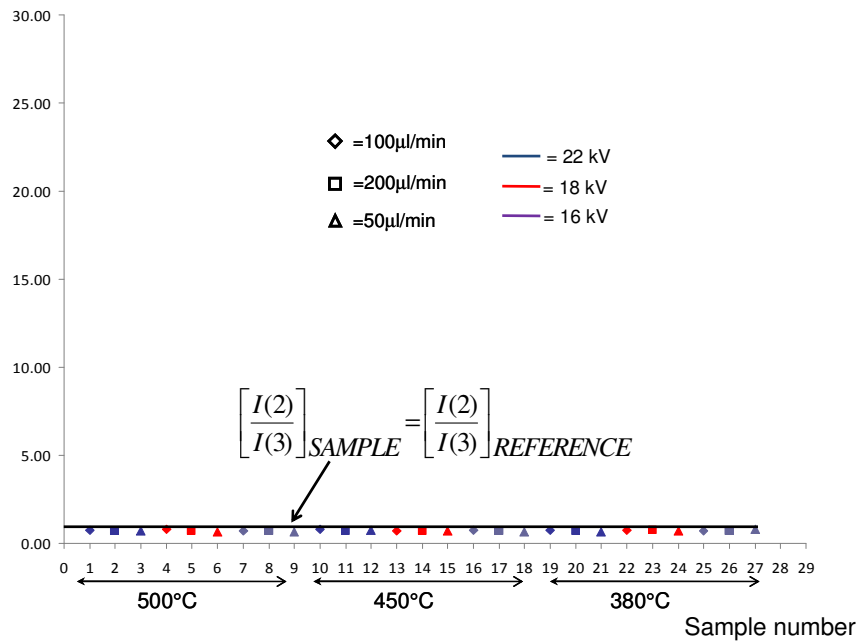 30.00
25.00
20.00
15.00
10.00
5.00
0.00
=100µl/min
=200µl/min
=50µl/min
= 22 kV
= 18 kV
= 16 kV
[I(2)/I(3)]SAMPLE = [I(2)/I(3)]REFERENCE
0 1 2 3 4 5 6 7 8 9 10 11 12 13 14 15 16 17 18 19 20 21 22 23 24 25 26 27 28 29
500°C 450°C 380°C
Sample number